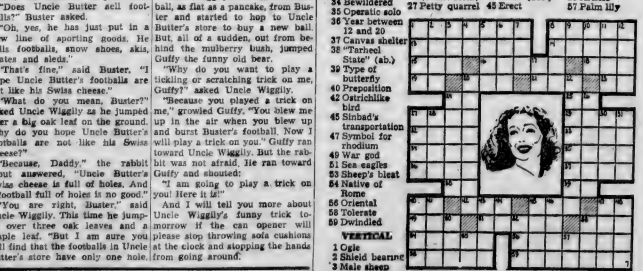 "Does Uncle Butter sell foot-
balls?" Buster asked.
"Oh, yes, he has just put in a
line of sporting goods. He
footballs, snow shoes, skis,
and sleds."
"That's fine," said Buster, "I
Uncle Butter's footballs are
like his Swiss cheese."
"What do you mean, Buster?"
Uncle Wiggily as he jumped
a big oak leaf on the ground.
do you hope Uncle Butter's
are not like his Swiss
"Because, Daddy," the rabbit
answered, "Uncle Butter's
cheese is full of holes. And
football full of holes is no good."
"You are right, Buster," said
Uncle Wiggily. This time he jump-
over three oak leaves and a
leaf. "But I am sure you
find that the footballs in Uncle
store have only one hole.
ball, as flat as a pancake, from Bus-
ter and started to hop to Uncle
Butter's store to buy a new ball.
But, all of a sudden, out from be-
hind the mulberry bush, jumped
Guffy the funny old bear.
"Why do you want to play a
tickling or scratching trick on me,
Guffy?" asked Uncle Wiggily.
"Because you played a trick on
me," growled Guffy. "You blew me
up in the air when you blew up
and burst Buster's football. Now I
will play a trick on you." Guffy ran
toward Uncle Wiggily. But the rab-
bit was not afraid. He ran toward
Guffy and shouted:
"I am going to play a trick on
you! Here it is!"
And I will tell you more about
Uncle Wiggily's funny trick to-
morrow if the can opener will
please stop throwing sofa cushions
at the clock and stopping the hands
from going around.
34 Bewildered
35 Operatic solo
36 Year between
12 and 20
37 Canvas shelter
38 "Tarheel
State" (ab.)
39 Type of
butterfly
40 Preposition
42 Ostrichlike
bird
45 Sinbad's
transportation
47 Symbol for
rhodium
49 War god
51 Sea eagles
53 Sheep's bleat
54 Native of
Rome
56 Oriental
58 Tolerate
59 Dwindled
VERTICAL
1 Ogle
2 Shield bearing
3 Male sheep
27 Petty quarrel
45 Erect
57 Palm lily